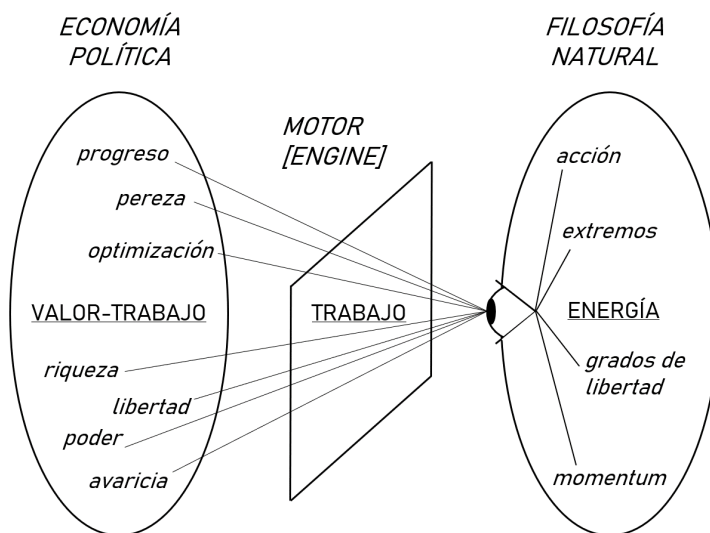 ECONOMÍA
POLÍTICA
FILOSOFÍA
NATURAL
MOTOR
[ENGINE]
progreso
pereza
optimización
VALOR-TRABAJO
riqueza
libertad
poder
avaricia
TRABAJO
acción
extremos
ENERGÍA
grados de
libertad
momentum